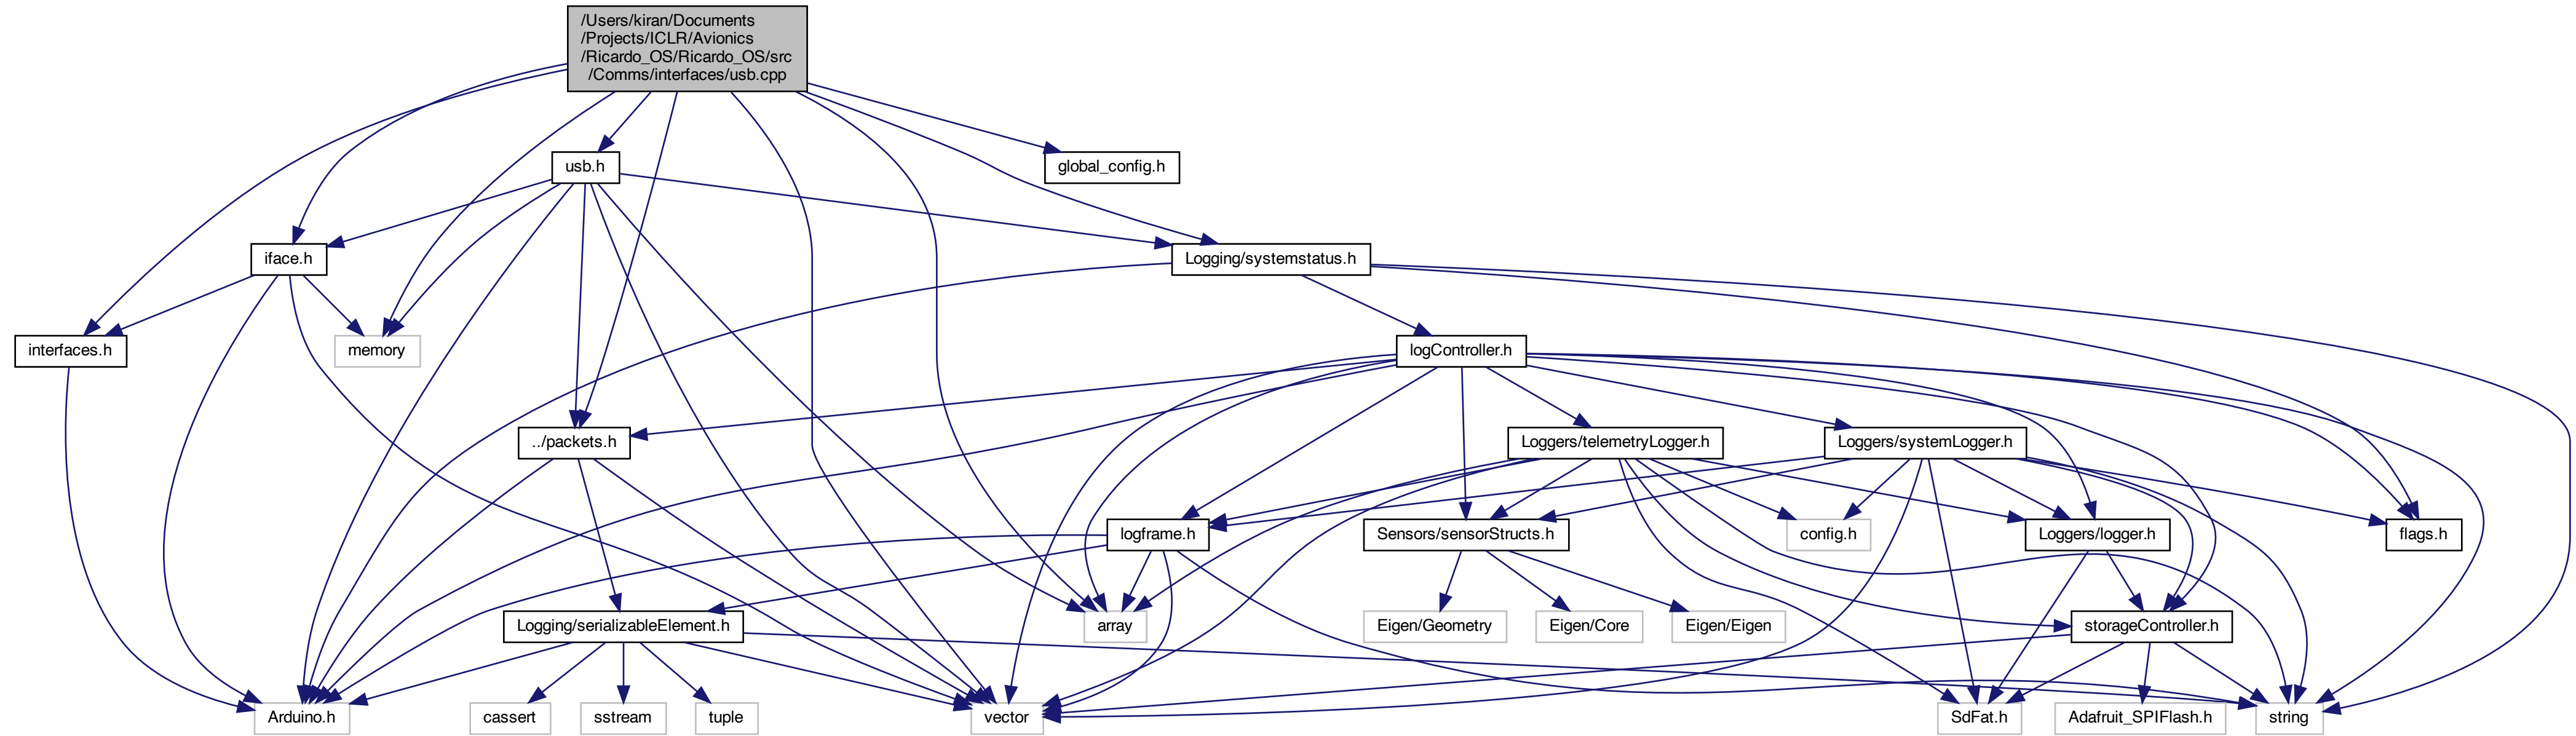 /Users/kiran/Documents
/Projects/ICLR/Avionics
/Ricardo_OS/Ricardo_OS/src
/Comms/interfaces/usb.cpp
usb.h
global_config.h
iface.h
Logging/systemstatus.h
interfaces.h
memory
logController.h
../packets.h
Loggers/telemetryLogger.h
Loggers/systemLogger.h
logframe.h
Sensors/sensorStructs.h
config.h
Loggers/logger.h
flags.h
Logging/serializableElement.h
array
Eigen/Geometry
Eigen/Core
Eigen/Eigen
storageController.h
Arduino.h
cassert
sstream
tuple
vector
SdFat.h
Adafruit_SPIFlash.h
string